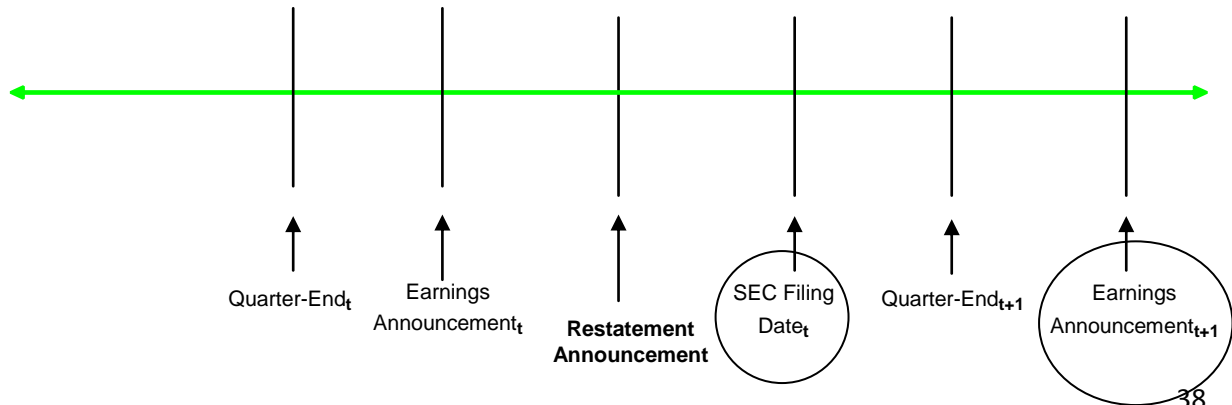 Quarter-Endt
Earnings
Announcementt
Restatement
Announcement
SEC Filing
Datet
Quarter-Endt+1
Earnings
Announcementt+1
38